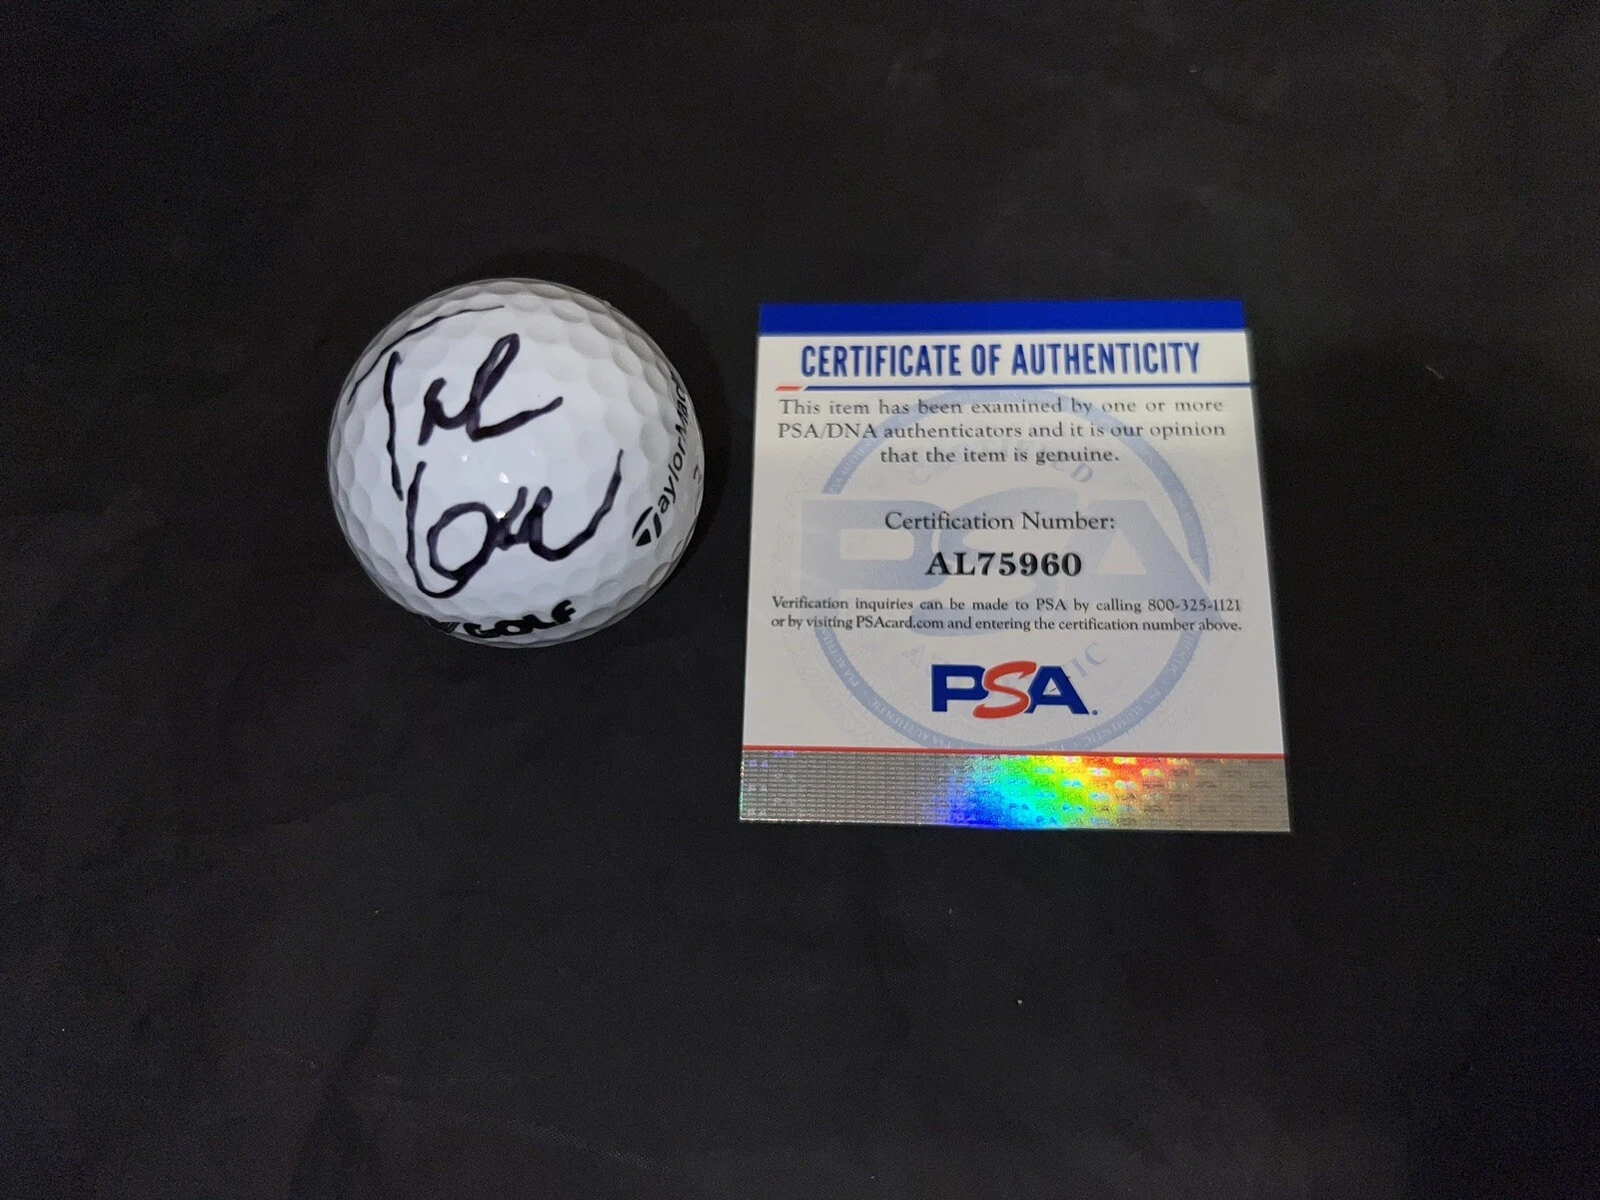 TaylorMade
GOLF
CERTIFICATE OF AUTHENTICITY
This item has been examined by one or more
PSA/DNA authenticators and it is our opinion
that the item is genuine.
Certification Number:
AL75960
Verification inquiries can be made to PSA by calling 800-325-1121
or by visiting PSAcard.com and entering the certification number above.
PSA.